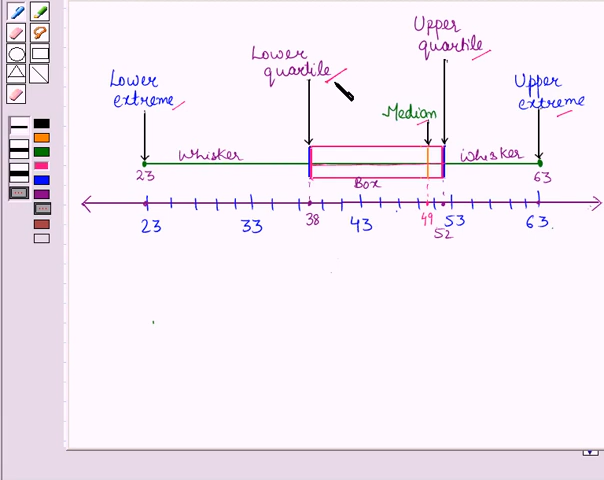 Upper
quartile
Lower
quartile
Lower
extreme
Upper
extreme
Median
Whisker
Whisker
23
Box
63
23
33
38
43
49
53
52
63